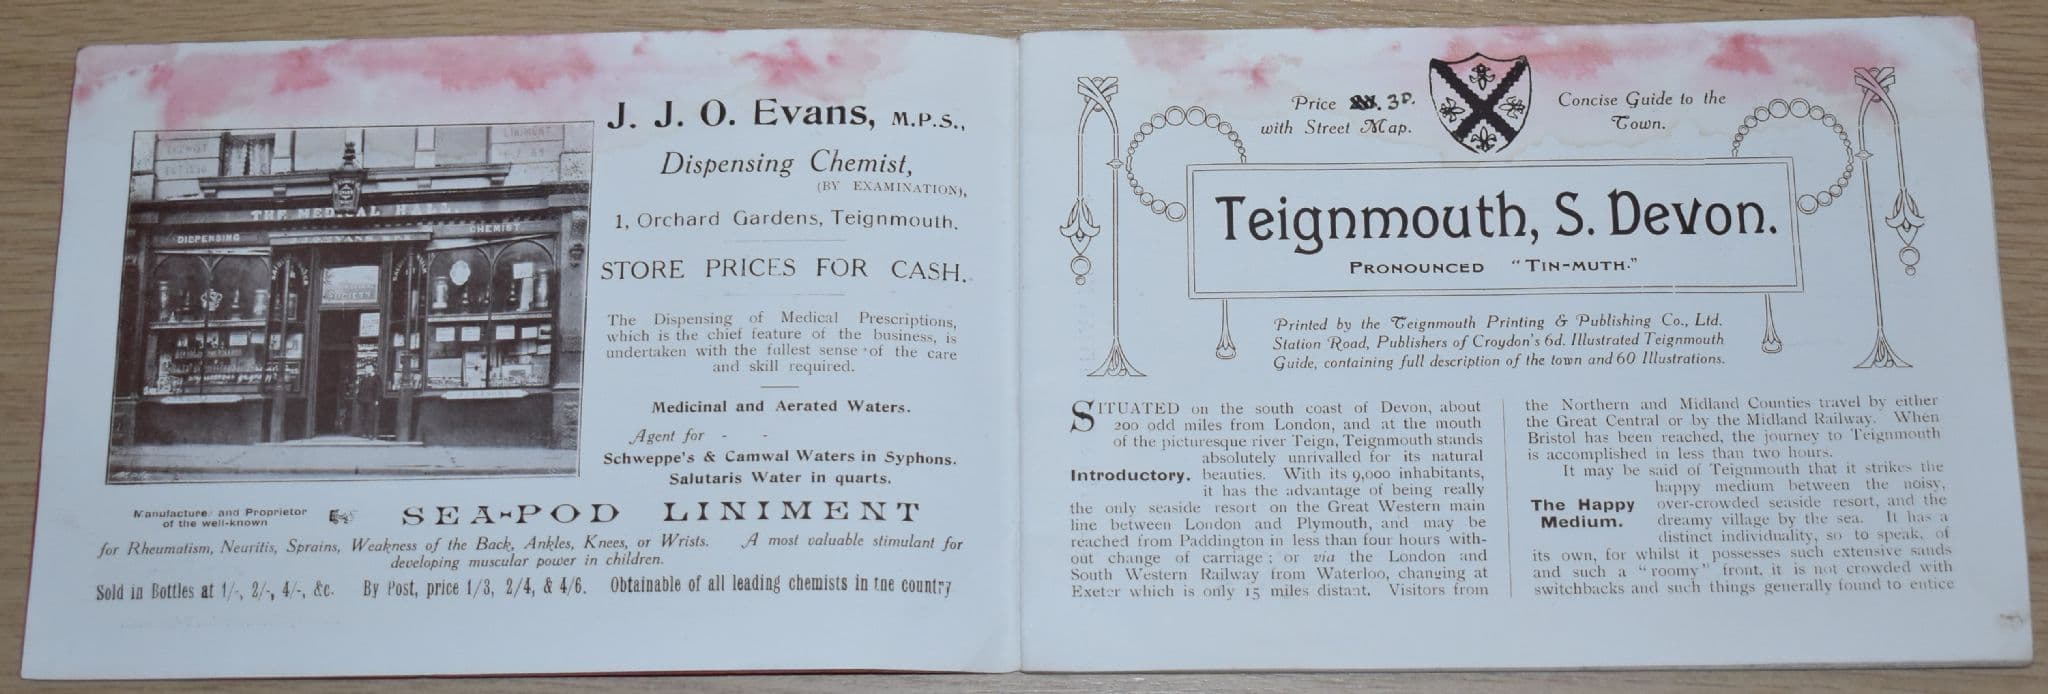 LINIMENT
THE MEDICAL HALL
DISPENSING
CHEMIST
SOCIETY
J. J. O. Evans, M.P.S.,
Dispensing Chemist,
(BY EXAMINATION),
1, Orchard Gardens, Teignmouth.
STORE PRICES FOR CASH.
The Dispensing of Medical Prescriptions,
which is the chief feature of the business, is
undertaken with the fullest sense of the care
and skill required.
Medicinal and Aerated Waters.
Agent for - -
Schweppe's & Camwal Waters in Syphons.
Salutaris Water in quarts.
Manufacture and Proprietor
of the well-known
SEA-POD LINIMENT
for Rheumatism, Neuritis, Sprains, Weakness of the Back, Ankles, Knees, or Wrists. A most valuable stimulant for
developing muscular power in children.
Sold in Bottles at 1/-, 2/-, 4/-, &c. By Post, price 1/3, 2/4, & 4/6. Obtainable of all leading chemists in the country
Price 3D.
with Street Map.
Concise Guide to the
Town.
Teignmouth, S. Devon.
PRONOUNCED "TIN-MUTH."
Printed by the Teignmouth Printing & Publishing Co., Ltd.
Station Road, Publishers of Croydon's 6d. Illustrated Teignmouth
Guide, containing full description of the town and 60 Illustrations.
SITUATED on the south coast of Devon, about
200 odd miles from London, and at the mouth
of the picturesque river Teign, Teignmouth stands
absolutely unrivalled for its natural
Introductory. beauties. With its 9,000 inhabitants,
it has the advantage of being really
the only seaside resort on the Great Western main
line between London and Plymouth, and may be
reached from Paddington in less than four hours with-
out change of carriage; or via the London and
South Western Railway from Waterloo, changing at
Exeter which is only 15 miles distant. Visitors from
the Northern and Midland Counties travel by either
the Great Central or by the Midland Railway. When
Bristol has been reached, the journey to Teignmouth
is accomplished in less than two hours.
It may be said of Teignmouth that it strikes the
happy medium between the noisy,
The Happy over-crowded seaside resort, and the
Medium. dreamy village by the sea. It has a
distinct individuality, so to speak, of
its own, for whilst it possesses such extensive sands
and such a "roomy" front, it is not crowded with
switchbacks and such things generally found to entice